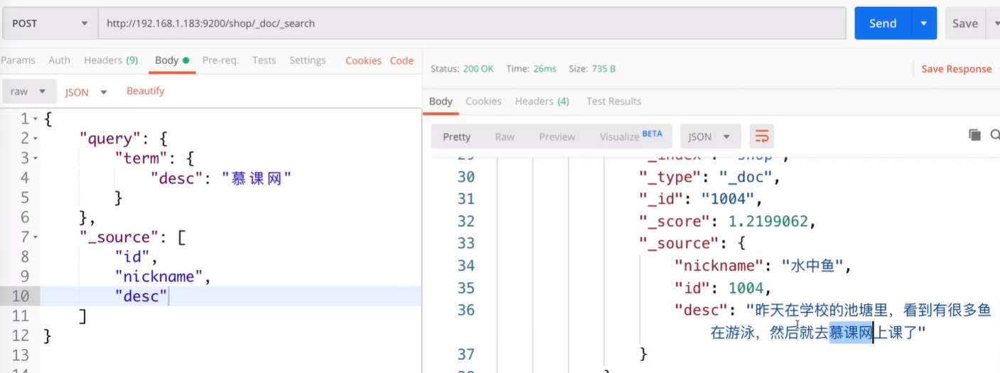 POST http://192.168.1.183:9200/shop/_doc/_search Send Save
Params Auth Headers (9) Body Pre-req. Tests Settings Cookies Code
raw JSON Beautify
1 {
2 "query": {
3 "term": {
4 "desc": "慕课网"
5 }
6 },
7 "_source": [
8 "id",
9 "nickname",
10 "desc"
11 ]
12 }
13
14
Status: 200 OK Time: 26ms Size: 735 B Save Response
Body Cookies Headers (4) Test Results
Pretty Raw Preview Visualize BETA JSON
29 "_index": "shop",
30 "_type": "_doc",
31 "_id": "1004",
32 "_score": 1.2199062,
33 "_source": {
34 "nickname": "水中鱼",
35 "id": 1004,
36 "desc": "昨天在学校的池塘里，看到有很多鱼
在游泳，然后就去慕课网上课了"
37 }
38 }